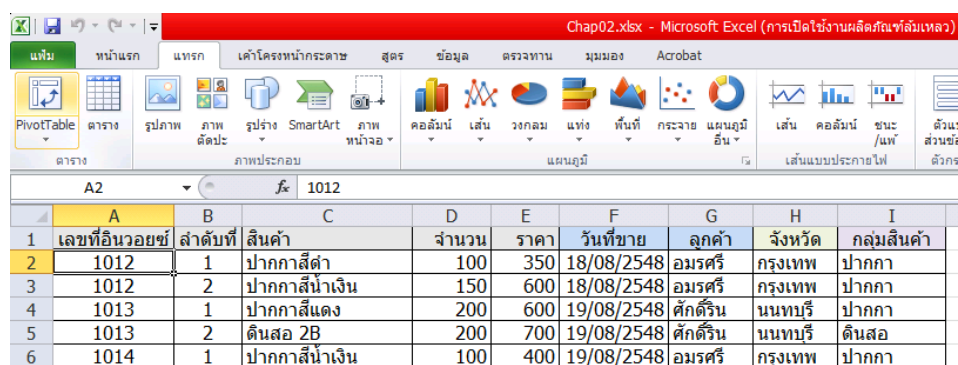 Chap02.xlsx - Microsoft Excel (การเปิดใช้งานผลิตภัณฑ์ล้มเหลว)
แฟ้ม หน้าแรก แทรก เค้าโครงหน้ากระดาษ สูตร ข้อมูล ตรวจทาน มุมมอง Acrobat
PivotTable ตาราง รูปภาพ ภาพตัดปะ รูปร่าง SmartArt ภาพหน้าจอ คอลัมน์ เส้น วงกลม แท่ง พื้นที่ กระจาย แผนภูมิอื่น เส้น คอลัมน์ ชนะ/แพ้
ตาราง ภาพประกอบ แผนภูมิ เส้นแบบประกายไฟ
A2 fx 1012
A B C D E F G H I
1 เลขที่อินวอยซ์ ลำดับที่ สินค้า จำนวน ราคา วันที่ขาย ลูกค้า จังหวัด กลุ่มสินค้า
2 1012 1 ปากกาสีดำ 100 350 18/08/2548 อมรศรี กรุงเทพ ปากกา
3 1012 2 ปากกาสีน้ำเงิน 150 600 18/08/2548 อมรศรี กรุงเทพ ปากกา
4 1013 1 ปากกาสีแดง 200 600 19/08/2548 ศักดิ์ริน นนทบุรี ปากกา
5 1013 2 ดินสอ 2B 200 700 19/08/2548 ศักดิ์ริน นนทบุรี ดินสอ
6 1014 1 ปากกาสีน้ำเงิน 100 400 19/08/2548 อมรศรี กรุงเทพ ปากกา